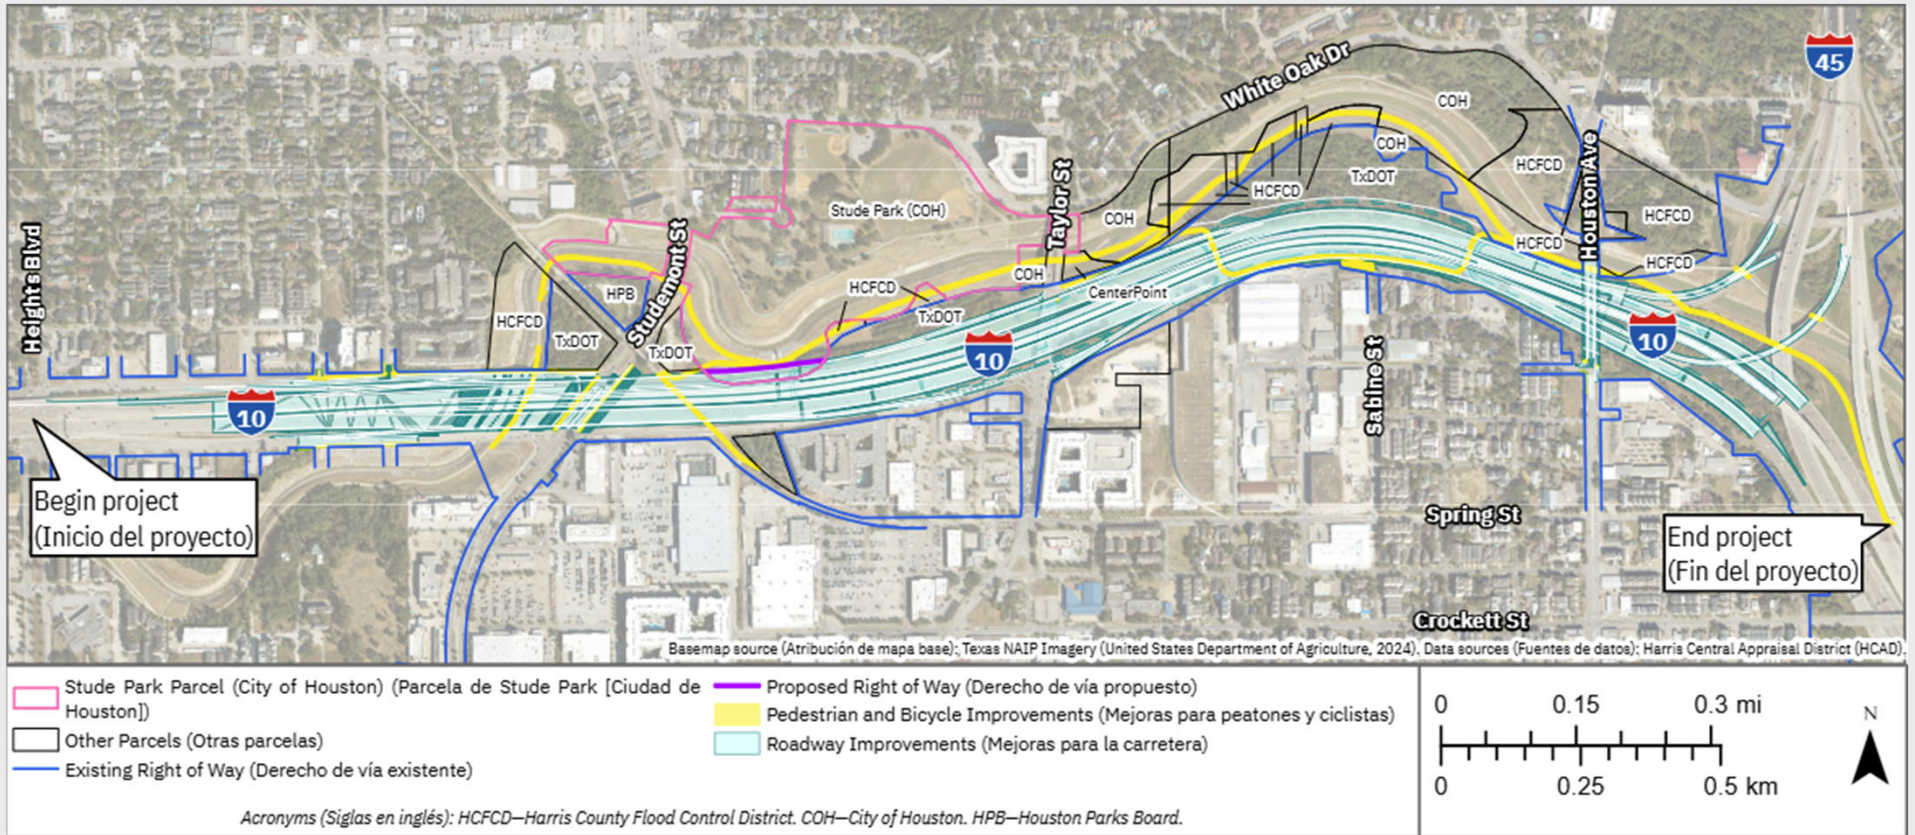 45
White Oak Dr
COH
COH
HCFCD
HCFCD
TxDOT
HCFCD
Taylor St
Houston Ave
Stude Park (COH)
COH
HCFCD
Heights Blvd
Studemont St
HCFCD
HCFCD
COH
HPB
HCFCD
CenterPoint
HCFCD
TxDOT
TxDOT
TxDOT
10
10
10
Sabine St
Begin project
(Inicio del proyecto)
Spring St
End project
(Fin del proyecto)
Crockett St
Basemap source (Atribución de mapa base): Texas NAIP Imagery (United States Department of Agriculture, 2024). Data sources (Fuentes de datos): Harris Central Appraisal District (HCAD).
Stude Park Parcel (City of Houston) (Parcela de Stude Park [Ciudad de
Houston])
Other Parcels (Otras parcelas)
Existing Right of Way (Derecho de vía existente)
Proposed Right of Way (Derecho de vía propuesto)
Pedestrian and Bicycle Improvements (Mejoras para peatones y ciclistas)
Roadway Improvements (Mejoras para la carretera)
0 0.15 0.3 mi
0 0.25 0.5 km
N
Acronyms (Siglas en inglés): HCFCD—Harris County Flood Control District. COH—City of Houston. HPB—Houston Parks Board.